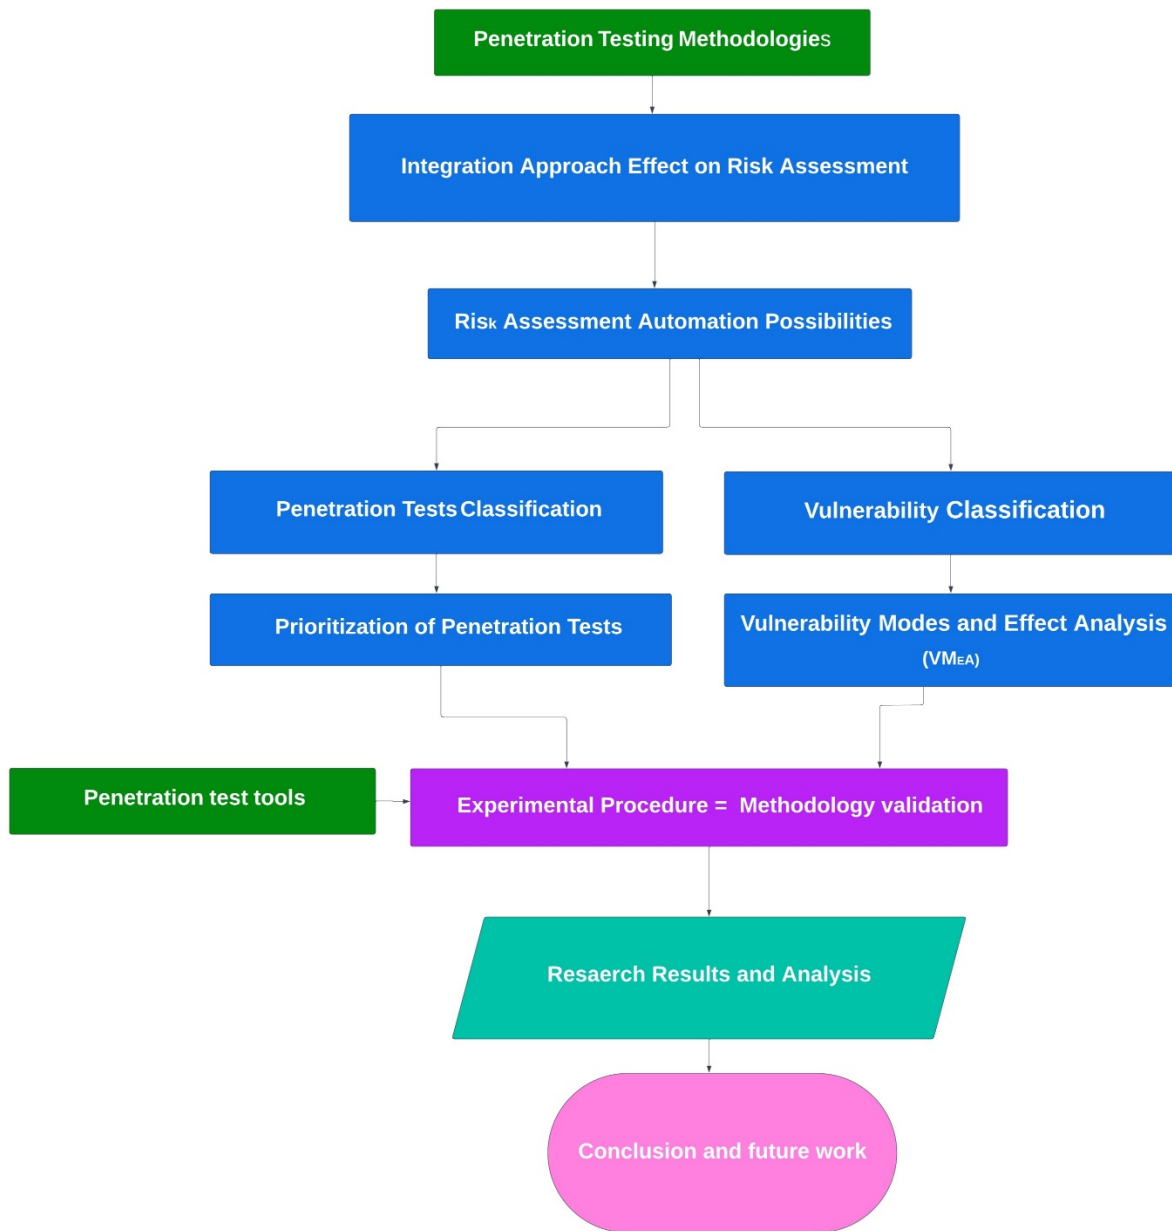 Penetration Testing Methodologies
Integration Approach Effect on Risk Assessment
Risk Assessment Automation Possibilities
Penetration Tests Classification
Vulnerability Classification
Prioritization of Penetration Tests
Vulnerability Modes and Effect Analysis
(VMEA)
Penetration test tools
Experimental Procedure = Methodology validation
Resaerch Results and Analysis
Conclusion and future work